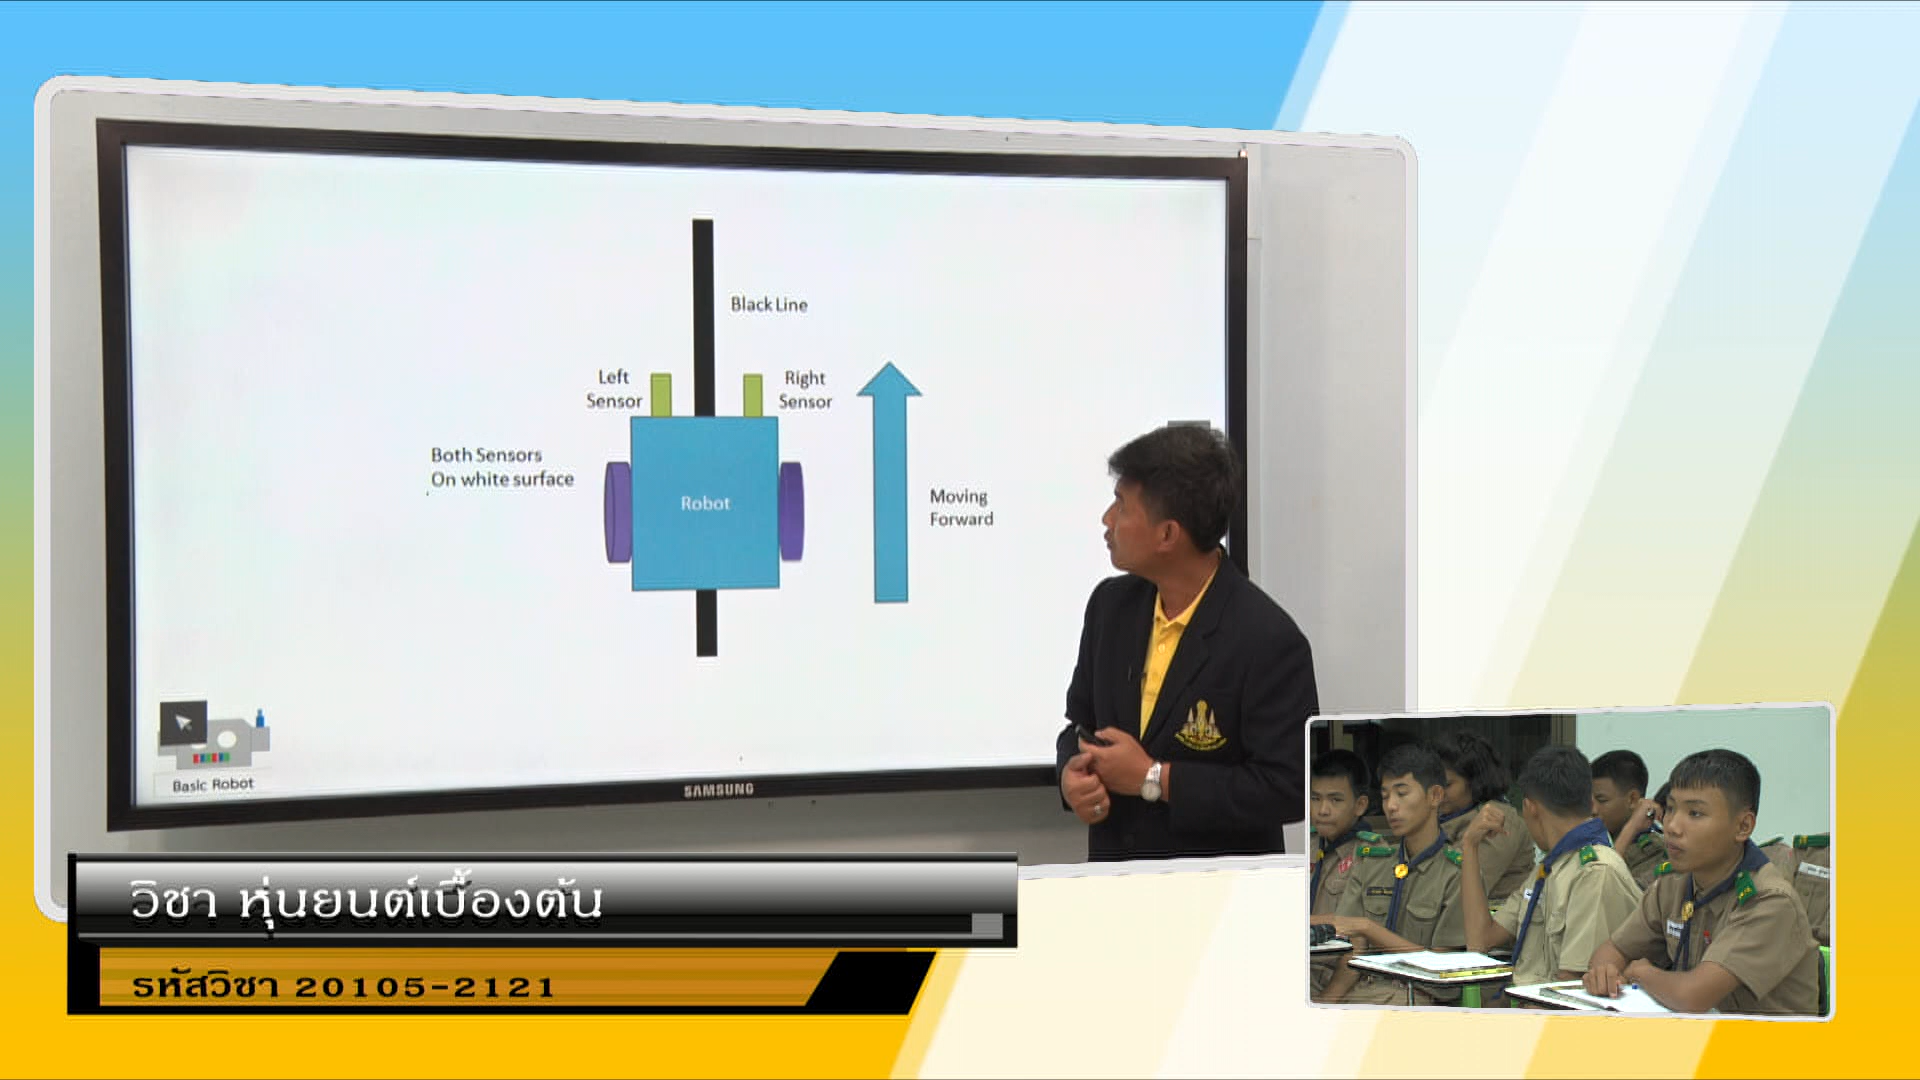 Black Line
Left
Sensor
Right
Sensor
Both Sensors
On white surface
Robot
Moving
Forward
Basic Robot
SAMSUNG
วิชา หุ่นยนต์เบื้องต้น
รหัสวิชา 20105-2121